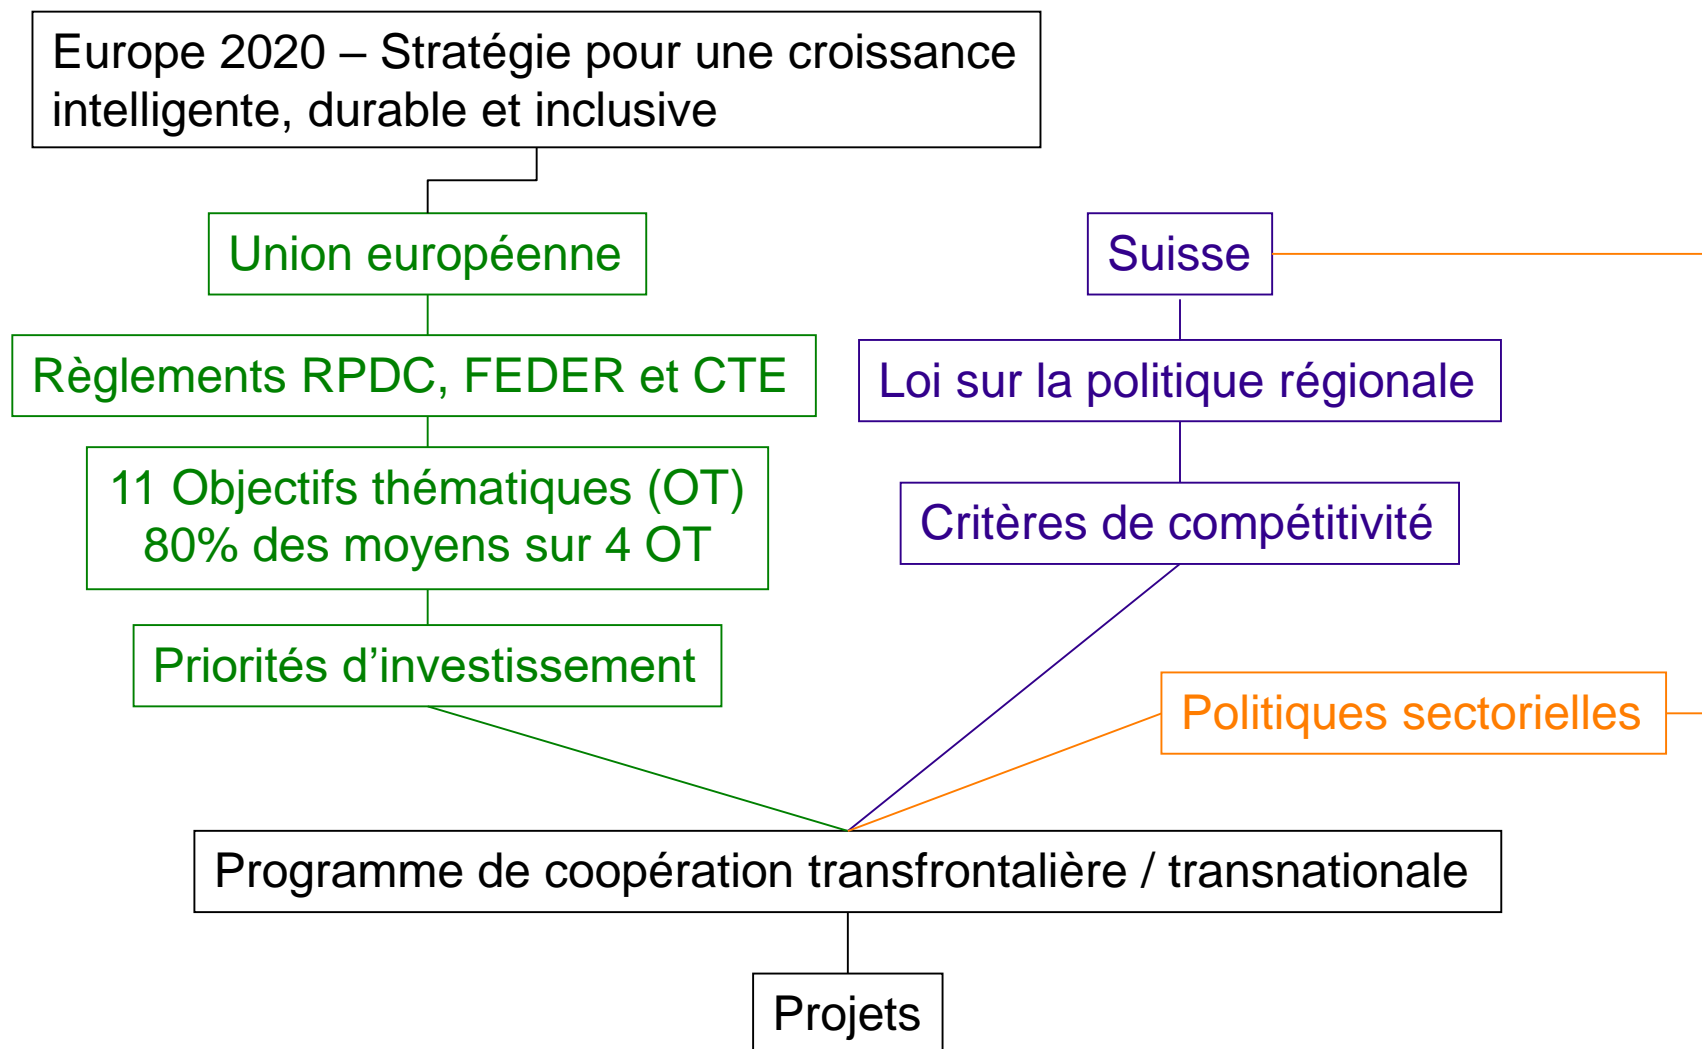 Europe 2020 – Stratégie pour une croissance
intelligente, durable et inclusive
Union européenne
Suisse
Règlements RPDC, FEDER et CTE
Loi sur la politique régionale
11 Objectifs thématiques (OT)
80% des moyens sur 4 OT
Critères de compétitivité
Priorités d’investissement
Politiques sectorielles
Programme de coopération transfrontalière / transnationale
Projets